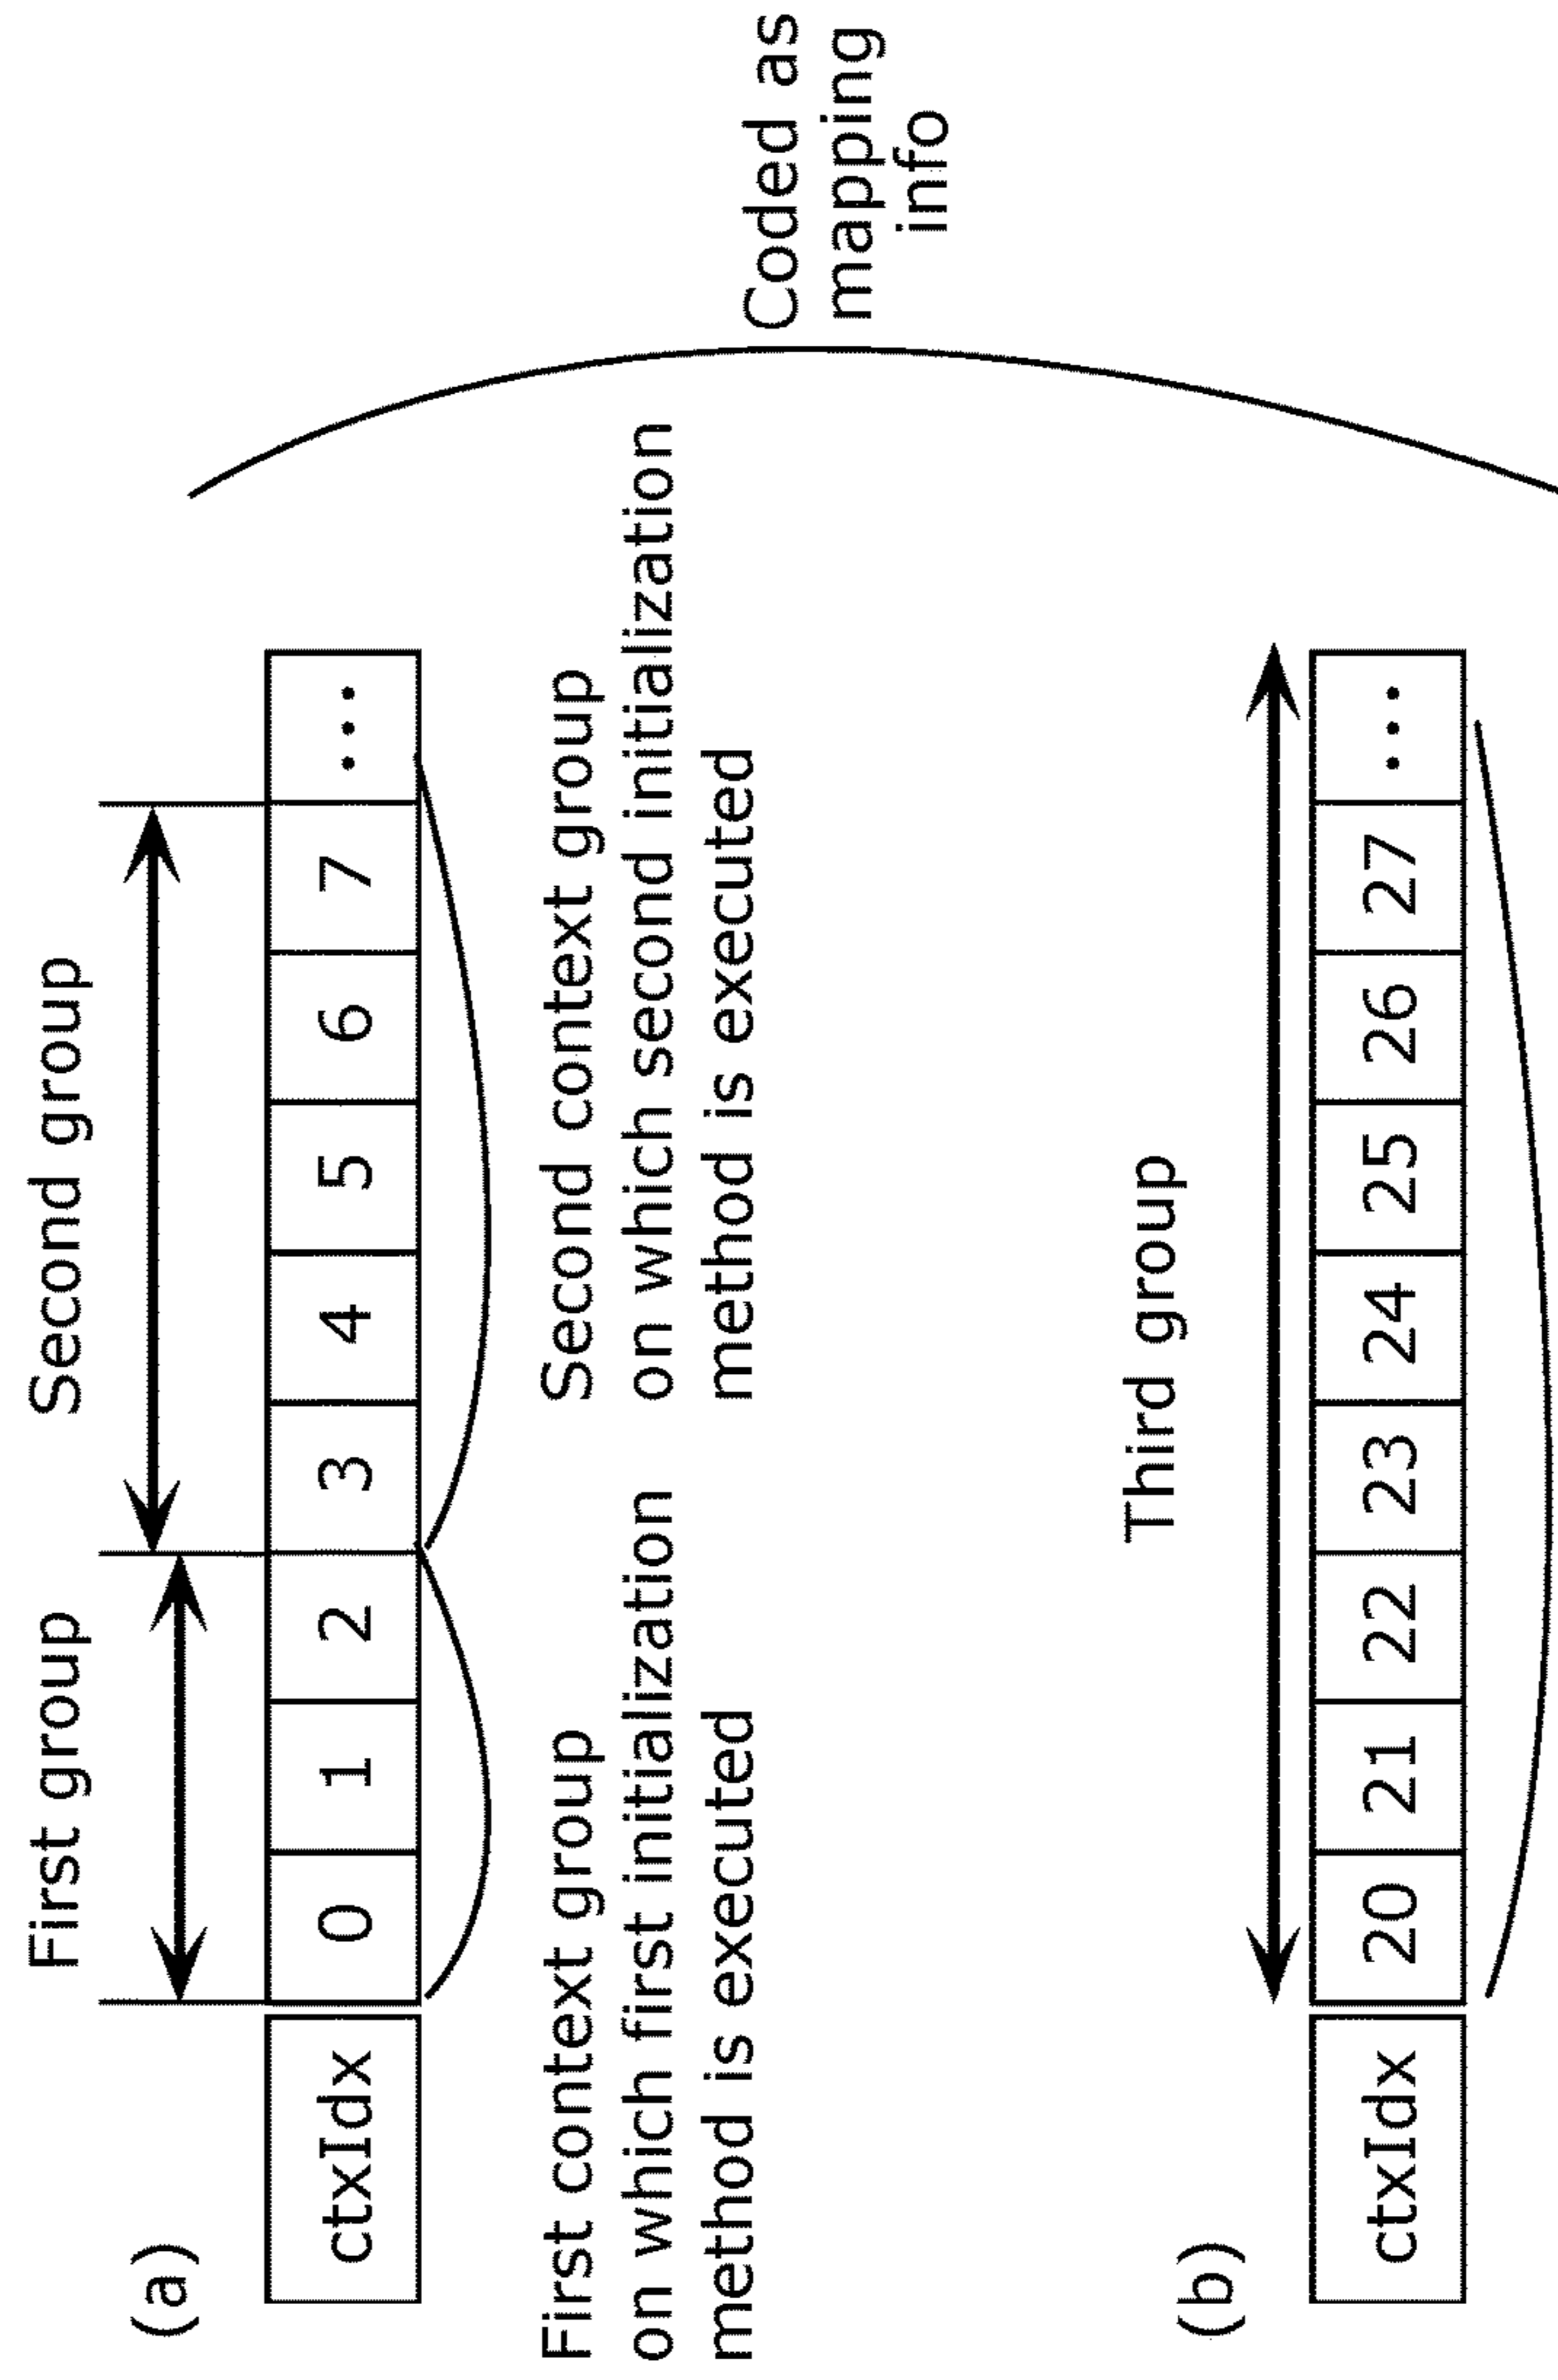 (a)
First group
Second group
ctxIdx 0 1 2 3 4 5 6 7 ...
First context group
on which first initialization
method is executed
Second context group
on which second initialization
method is executed
Coded as
mapping
info
(b)
Third group
ctxIdx 20 21 22 23 24 25 26 27 ...